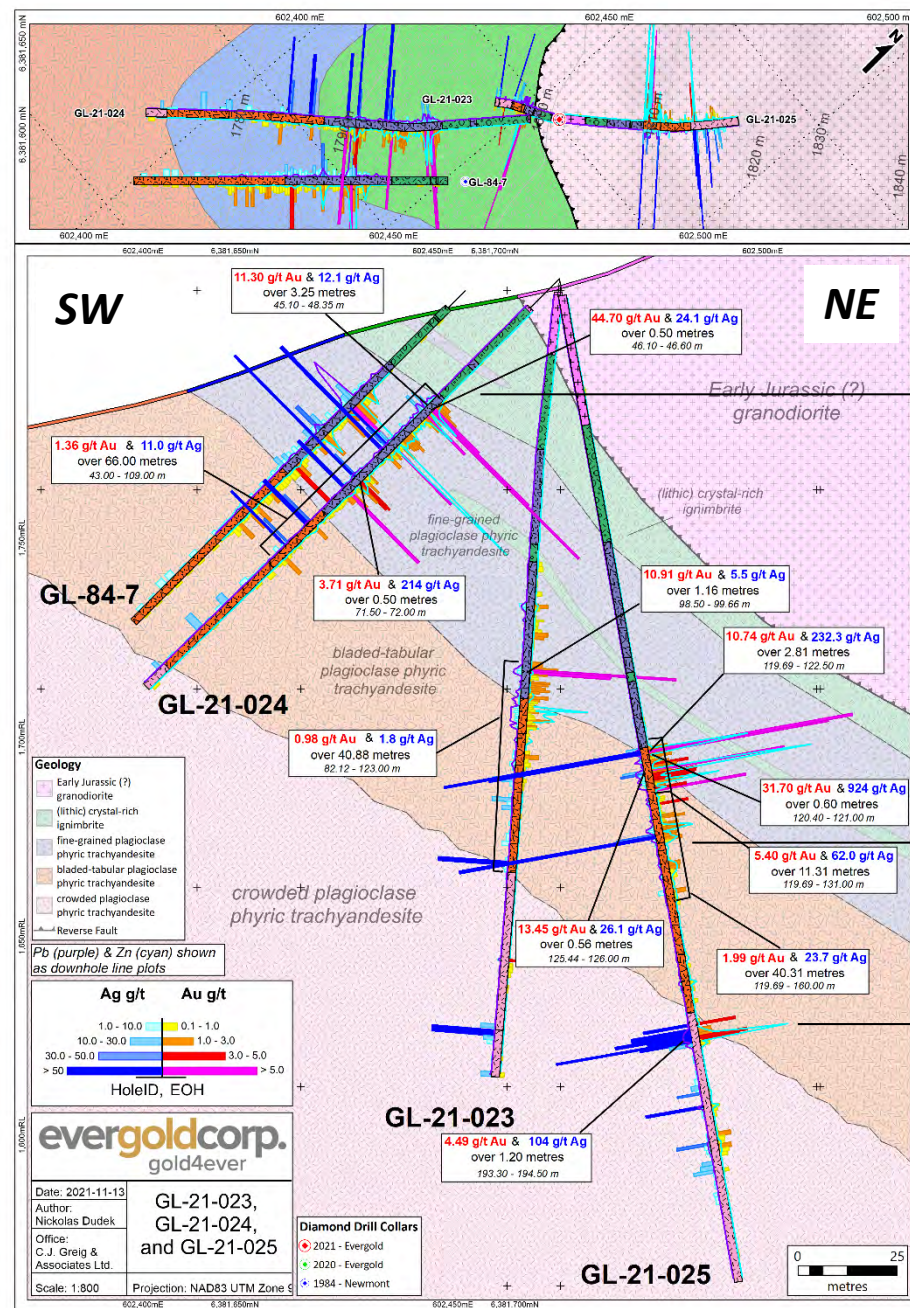 602,400 mE
602,450 mE
602,500 mE
6,381,650 mN
6,381,600 mN
N
GL-21-024
GL-21-023
GL-21-025
GL-84-7
1820 m
1830 m
1840 m
602,400 mE
602,450 mE
602,500 mE
602,400mE
6,381,650mN
602,450mE
6,381,700mN
602,500mE
SW
NE
11.30 g/t Au & 12.1 g/t Ag
over 3.25 metres
45.10 - 48.35 m
44.70 g/t Au & 24.1 g/t Ag
over 0.50 metres
46.10 - 46.60 m
Early Jurassic (?)
granodiorite
1.36 g/t Au & 11.0 g/t Ag
over 66.00 metres
43.00 - 109.00 m
(lithic) crystal-rich
ignimbrite
fine-grained
plagioclase phyric
trachyandesite
1,750mRL
GL-84-7
3.71 g/t Au & 214 g/t Ag
over 0.50 metres
71.50 - 72.00 m
10.91 g/t Au & 5.5 g/t Ag
over 1.16 metres
98.50 - 99.66 m
10.74 g/t Au & 232.3 g/t Ag
over 2.81 metres
119.69 - 122.50 m
bladed-tabular
plagioclase phyric
trachyandesite
GL-21-024
1,700mRL
0.98 g/t Au & 1.8 g/t Ag
over 40.88 metres
82.12 - 123.00 m
31.70 g/t Au & 924 g/t Ag
over 0.60 metres
120.40 - 121.00 m
5.40 g/t Au & 62.0 g/t Ag
over 11.31 metres
119.69 - 131.00 m
crowded plagioclase
phyric trachyandesite
13.45 g/t Au & 26.1 g/t Ag
over 0.56 metres
125.44 - 126.00 m
1.99 g/t Au & 23.7 g/t Ag
over 40.31 metres
119.69 - 160.00 m
1,650mRL
Geology
Early Jurassic (?)
granodiorite
(lithic) crystal-rich
ignimbrite
fine-grained plagioclase
phyric trachyandesite
bladed-tabular plagioclase
phyric trachyandesite
crowded plagioclase
phyric trachyandesite
Reverse Fault
Pb (purple) & Zn (cyan) shown
as downhole line plots
Ag g/t Au g/t
1.0 - 10.0 0.1 - 1.0
10.0 - 30.0 1.0 - 3.0
30.0 - 50.0 3.0 - 5.0
> 50 > 5.0
HoleID, EOH
GL-21-023
4.49 g/t Au & 104 g/t Ag
over 1.20 metres
193.30 - 194.50 m
1,600mRL
evergoldcorp.
gold4ever
Date: 2021-11-13
Author:
Nickolas Dudek
Office:
C.J. Greig &
Associates Ltd.
GL-21-023,
GL-21-024,
and GL-21-025
Scale: 1:800
Projection: NAD83 UTM Zone 9
Diamond Drill Collars
2021 - Evergold
2020 - Evergold
1984 - Newmont
GL-21-025
0 25
metres
602,400mE
6,381,650mN
602,450mE
6,381,700mN